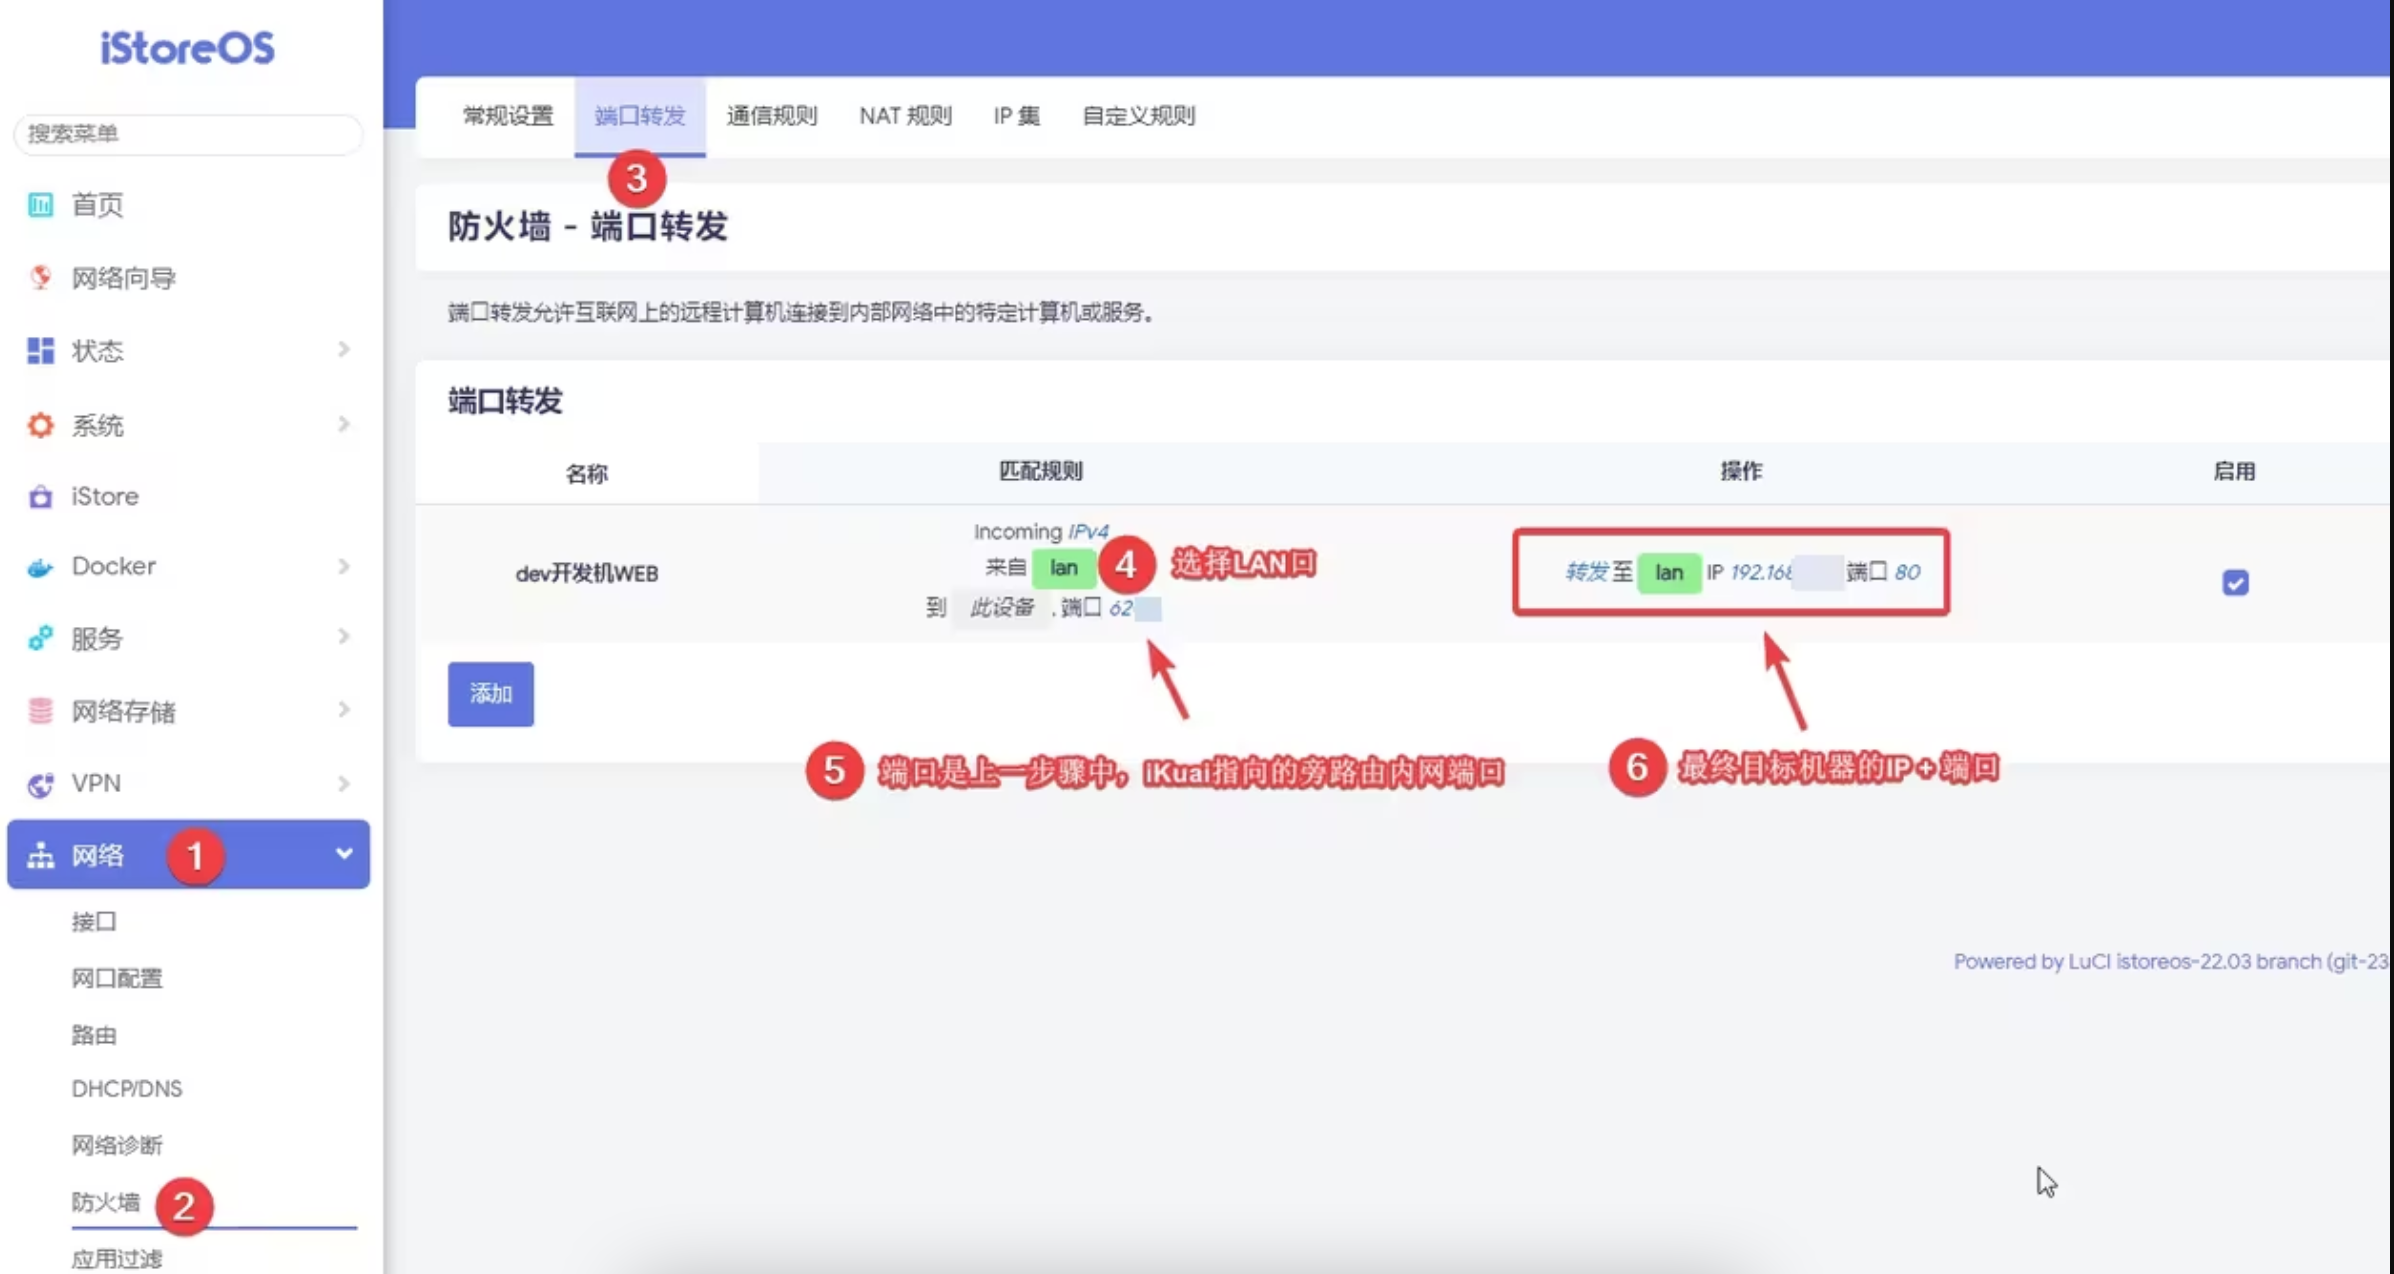 iStoreOS
搜索菜单
首页
网络向导
状态
系统
iStore
Docker
服务
网络存储
VPN
网络 1
接口
网口配置
路由
DHCP/DNS
网络诊断
防火墙 2
应用过滤
常规设置 端口转发 通信规则 NAT 规则 IP 集 自定义规则
3
防火墙 - 端口转发
端口转发允许互联网上的远程计算机连接到内部网络中的特定计算机或服务。
端口转发
名称 匹配规则 操作 启用
dev开发机WEB
Incoming IPv4
来自 lan 4 选择LAN口
到 此设备 , 端口 62
转发至 lan IP 192.168 端口 80
添加
5 端口是上一步骤中，iKuai指向的旁路由内网端口
6 最终目标机器的IP+端口
Powered by LuCI istoreos-22.03 branch (git-23